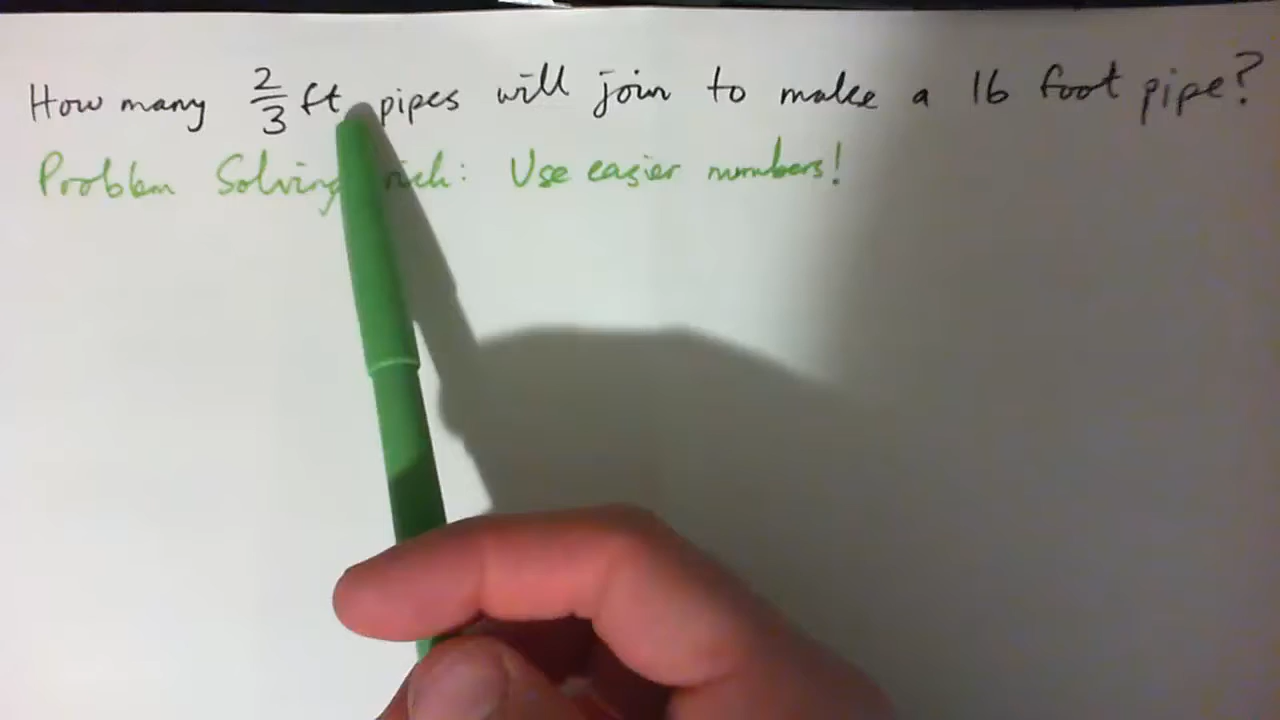 How many 2/3 ft pipes will join to make a 16 foot pipe?
Problem Solving Use easier numbers!